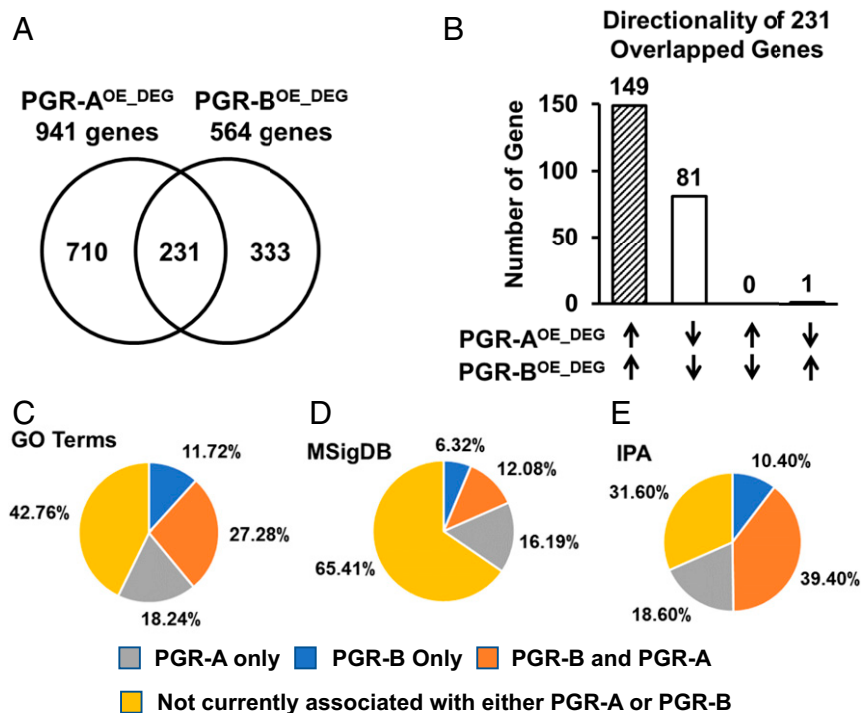 A
PGR-A^OE_DEG
941 genes
PGR-B^OE_DEG
564 genes
710
231
333
B
Directionality of 231
Overlapped Genes
Number of Gene
150
100
50
0
149
81
0
1
PGR-A^OE_DEG ↑ ↓ ↑ ↓
PGR-B^OE_DEG ↑ ↓ ↓ ↑
C
GO Terms
11.72%
27.28%
18.24%
42.76%
D
MSigDB
6.32%
12.08%
16.19%
65.41%
E
IPA
10.40%
39.40%
18.60%
31.60%
PGR-A only
PGR-B Only
PGR-B and PGR-A
Not currently associated with either PGR-A or PGR-B